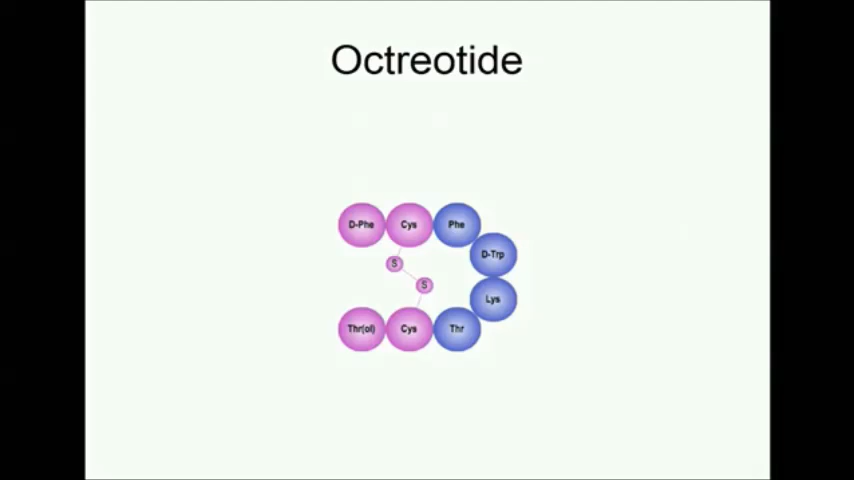 Octreotide
D-Phe Cys Phe
D-Trp
S
S
Lys
Thr(ol) Cys Thr